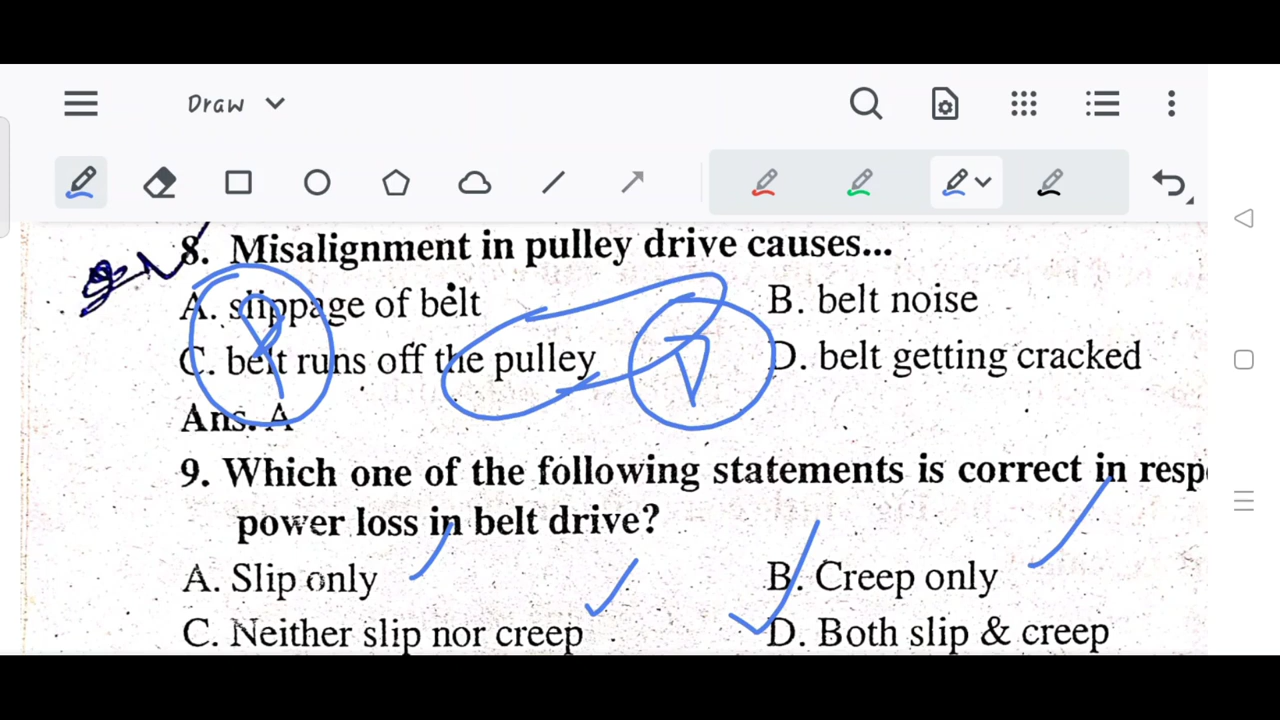 Draw
8. Misalignment in pulley drive causes...
A. slippage of belt
B. belt noise
C. belt runs off the pulley
D. belt getting cracked
Ans. A
9. Which one of the following statements is correct in resp
power loss in belt drive?
A. Slip only
B. Creep only
C. Neither slip nor creep
D. Both slip & creep